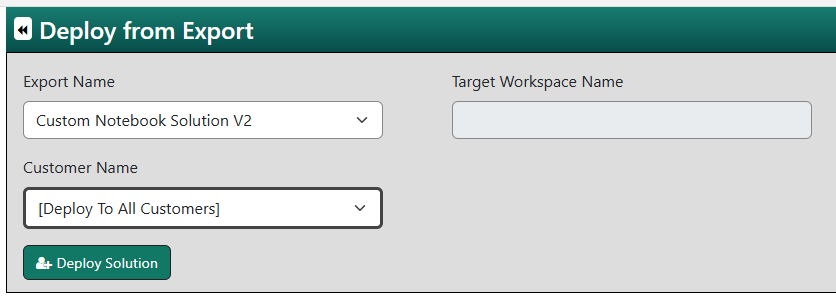 Deploy from Export
Export Name
Custom Notebook Solution V2
Target Workspace Name
Customer Name
[Deploy To All Customers]
Deploy Solution